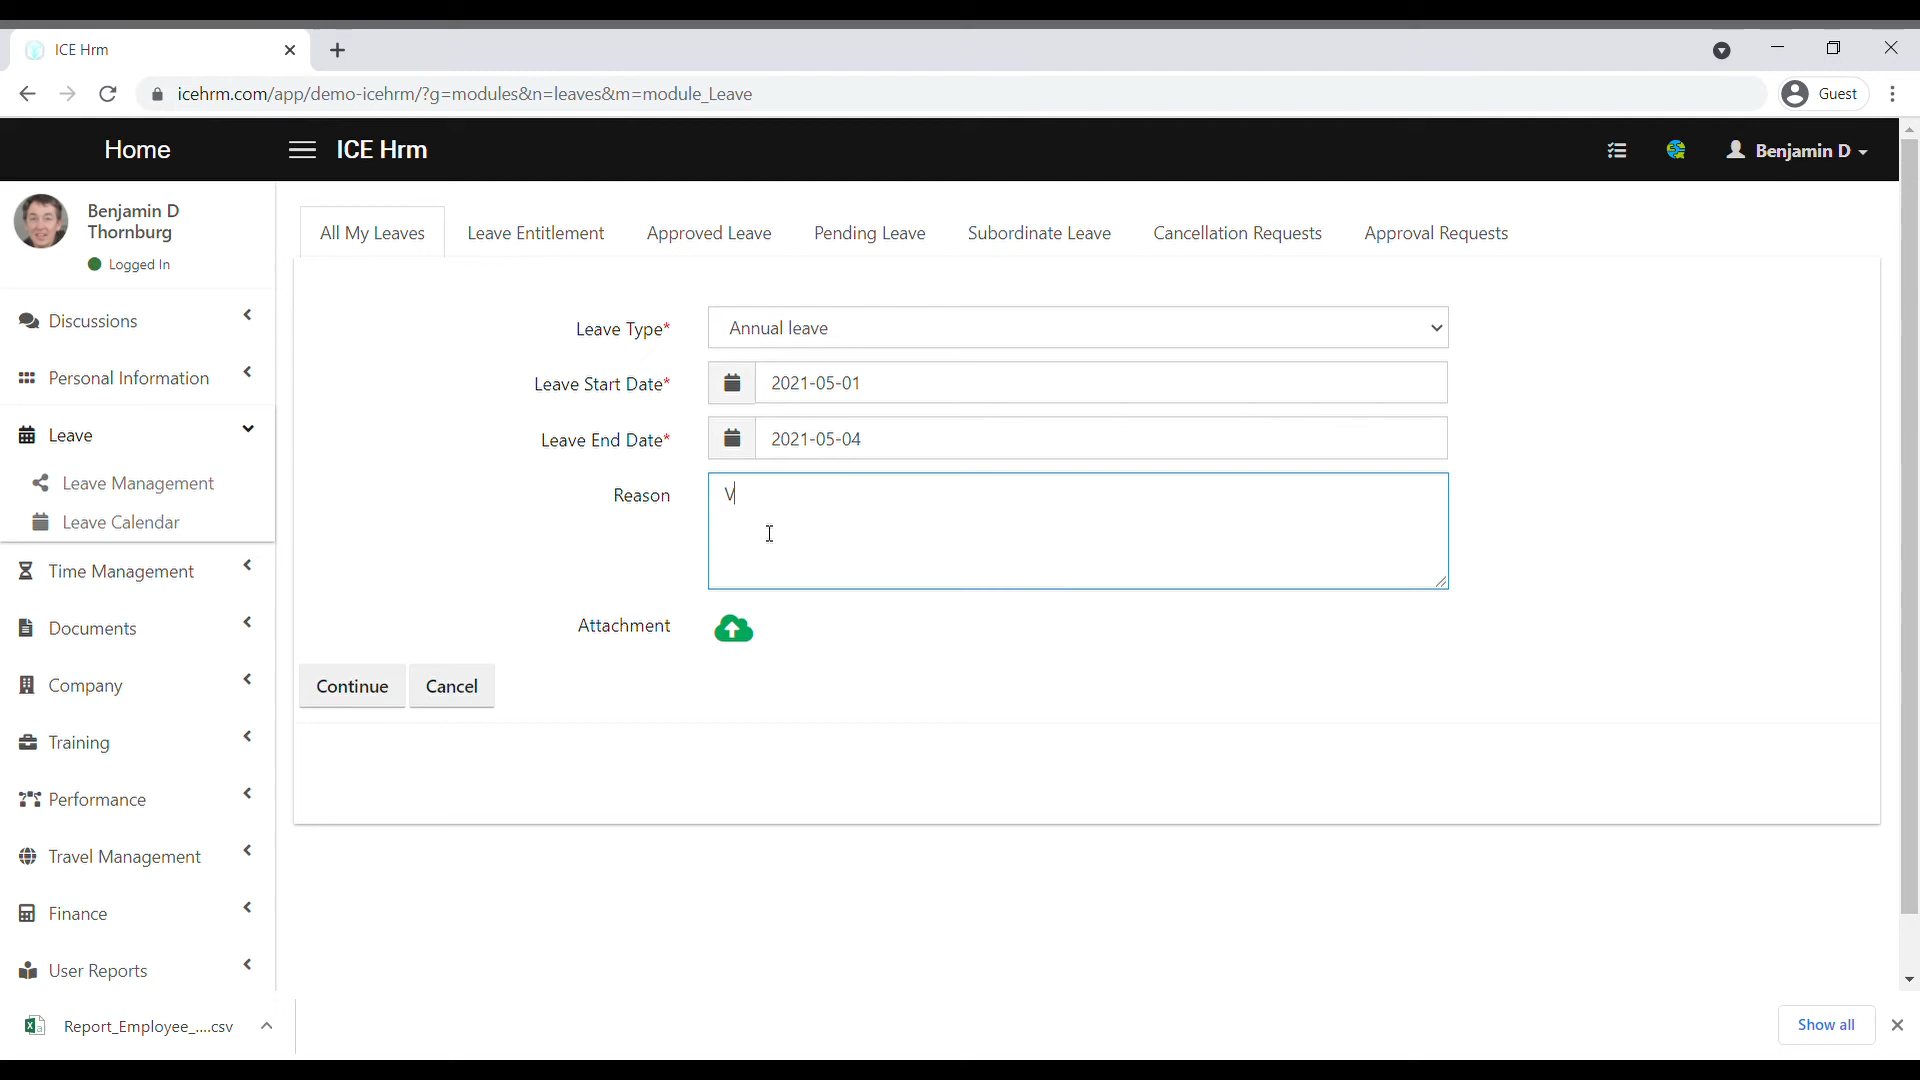 ICE Hrm
icehrm.com/app/demo-icehrm/?g=modules&n=leaves&m=module_Leave
Guest
Home
ICE Hrm
Benjamin D
Benjamin D
Thornburg
Logged In
Discussions
Personal Information
Leave
Leave Management
Leave Calendar
Time Management
Documents
Company
Training
Performance
Travel Management
Finance
User Reports
All My Leaves
Leave Entitlement
Approved Leave
Pending Leave
Subordinate Leave
Cancellation Requests
Approval Requests
Leave Type*
Annual leave
Leave Start Date*
2021-05-01
Leave End Date*
2021-05-04
Reason
V
Attachment
Continue
Cancel
Report_Employee_....csv
Show all